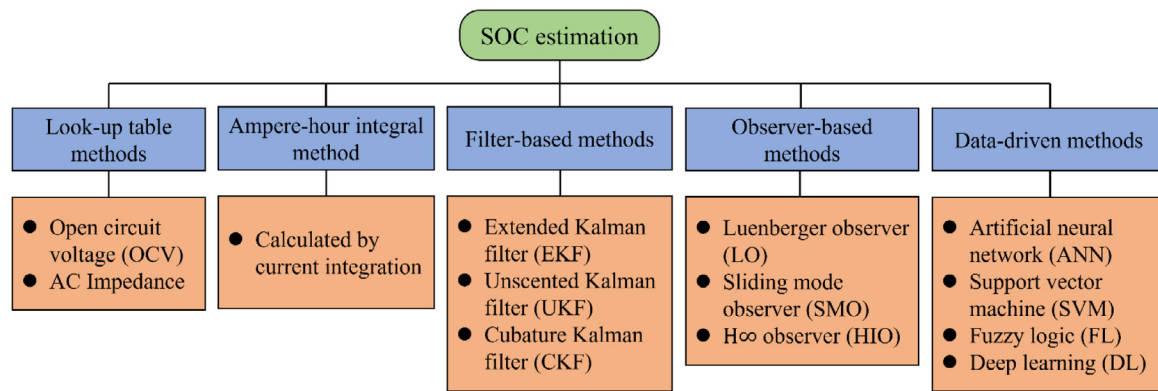 SOC estimation
Look-up table
methods
Ampere-hour integral
method
Filter-based methods
Observer-based
methods
Data-driven methods
● Open circuit
voltage (OCV)
● AC Impedance
● Calculated by
current integration
● Extended Kalman
filter (EKF)
● Unscented Kalman
filter (UKF)
● Cubature Kalman
filter (CKF)
● Luenberger observer
(LO)
● Sliding mode
observer (SMO)
● H∞ observer (HIO)
● Artificial neural
network (ANN)
● Support vector
machine (SVM)
● Fuzzy logic (FL)
● Deep learning (DL)